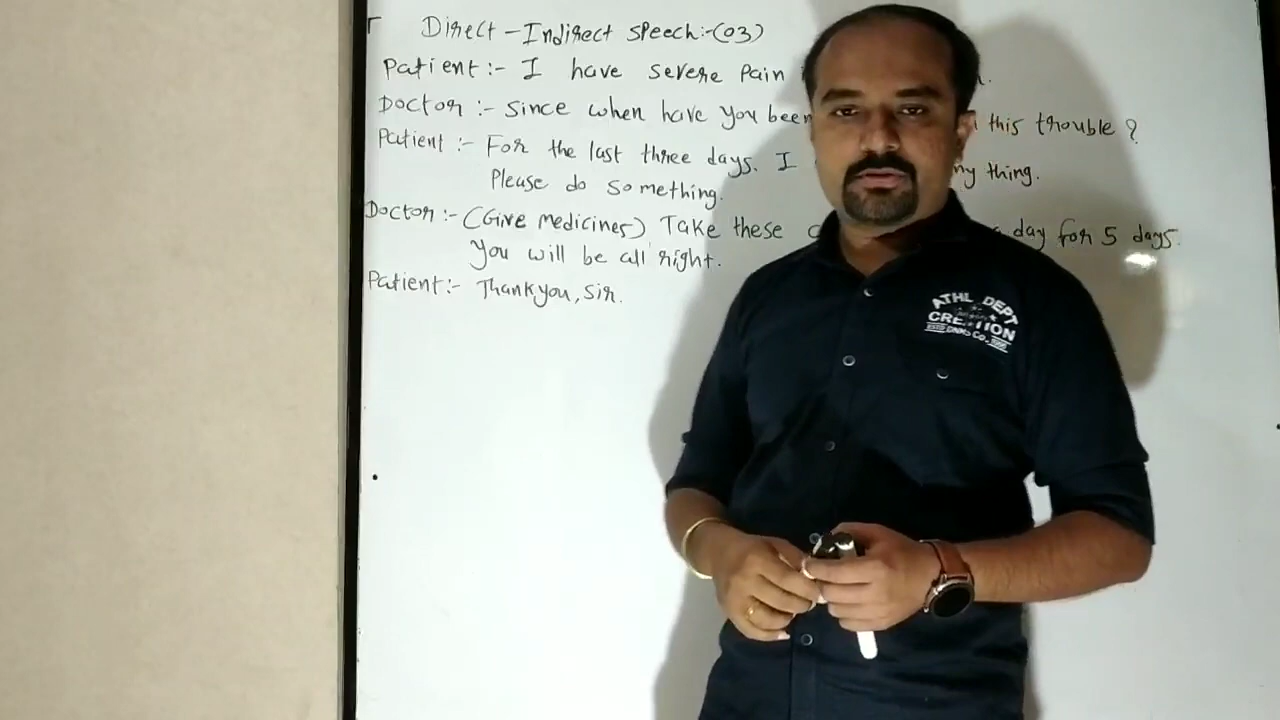 Direct - Indirect speech:-(03)
Patient :- I have severe pain
Doctor :- since when have you been this trouble ?
Patient :- For the last three days. I thing.
Please do something.
Doctor :- (Give medicines) Take these day for 5 days.
You will be all right.
Patient:- Thank you, Sir.
ATHL DEPT
CREATION